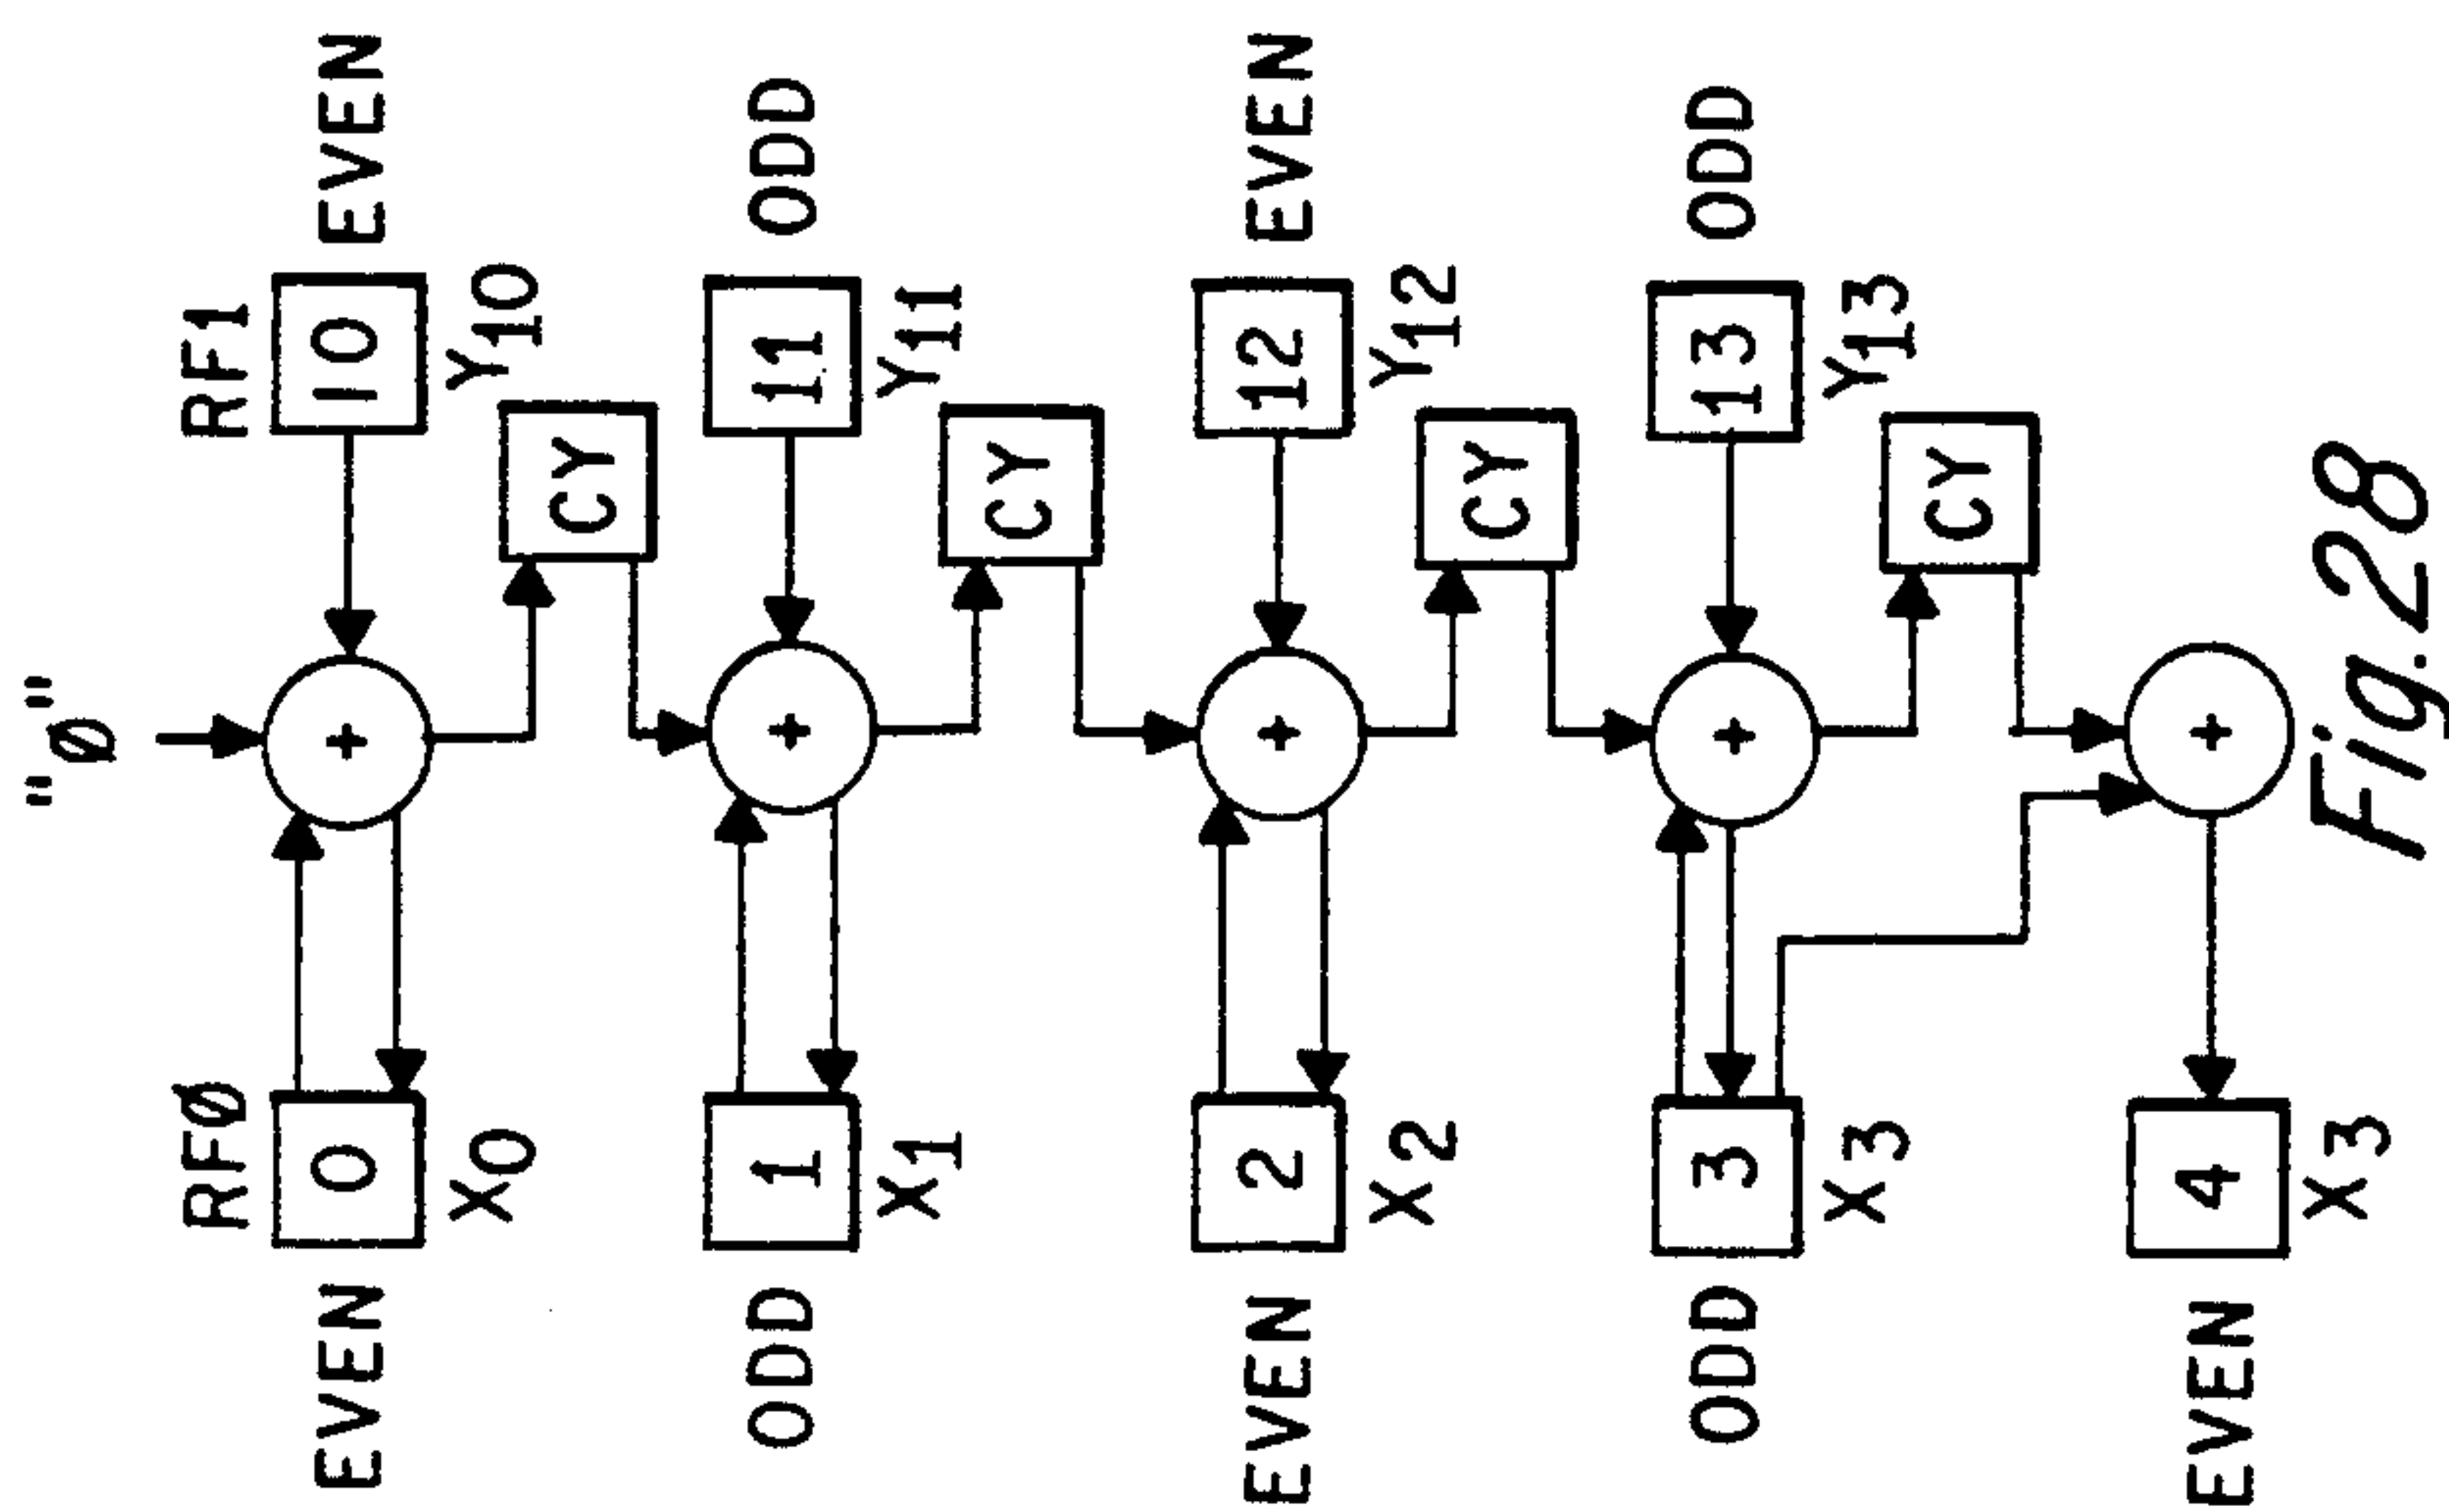 "Ø"
RFØ RF1
EVEN 0 + 10 EVEN
X0 Y10
CY
ODD 1 + 11 ODD
X1 Y11
CY
EVEN 2 + 12 EVEN
X2 Y12
CY
ODD 3 + 13 ODD
X3 Y13
CY
EVEN 4 +
X3
Fig. 28